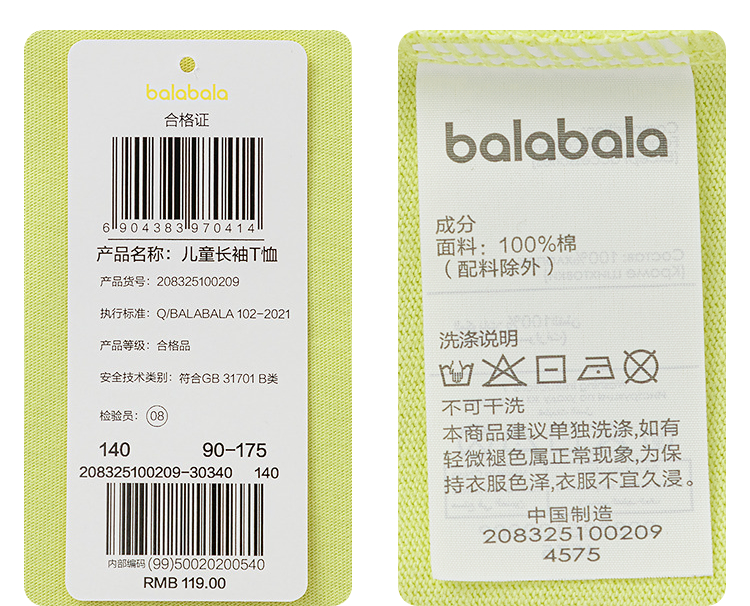 balabala
合格证
6 904383 970414
产品名称：儿童长袖T恤
产品货号：208325100209
执行标准：Q/BALABALA 102-2021
产品等级：合格品
安全技术类别：符合GB 31701 B类
检验员：08
140 90-175
208325100209-30340 140
内部编码 (99)50020200540
RMB 119.00
balabala
成分
面料：100%棉
（配料除外）
洗涤说明
不可干洗
本商品建议单独洗涤,如有
轻微褪色属正常现象,为保
持衣服色泽,衣服不宜久浸。
中国制造
208325100209
4575